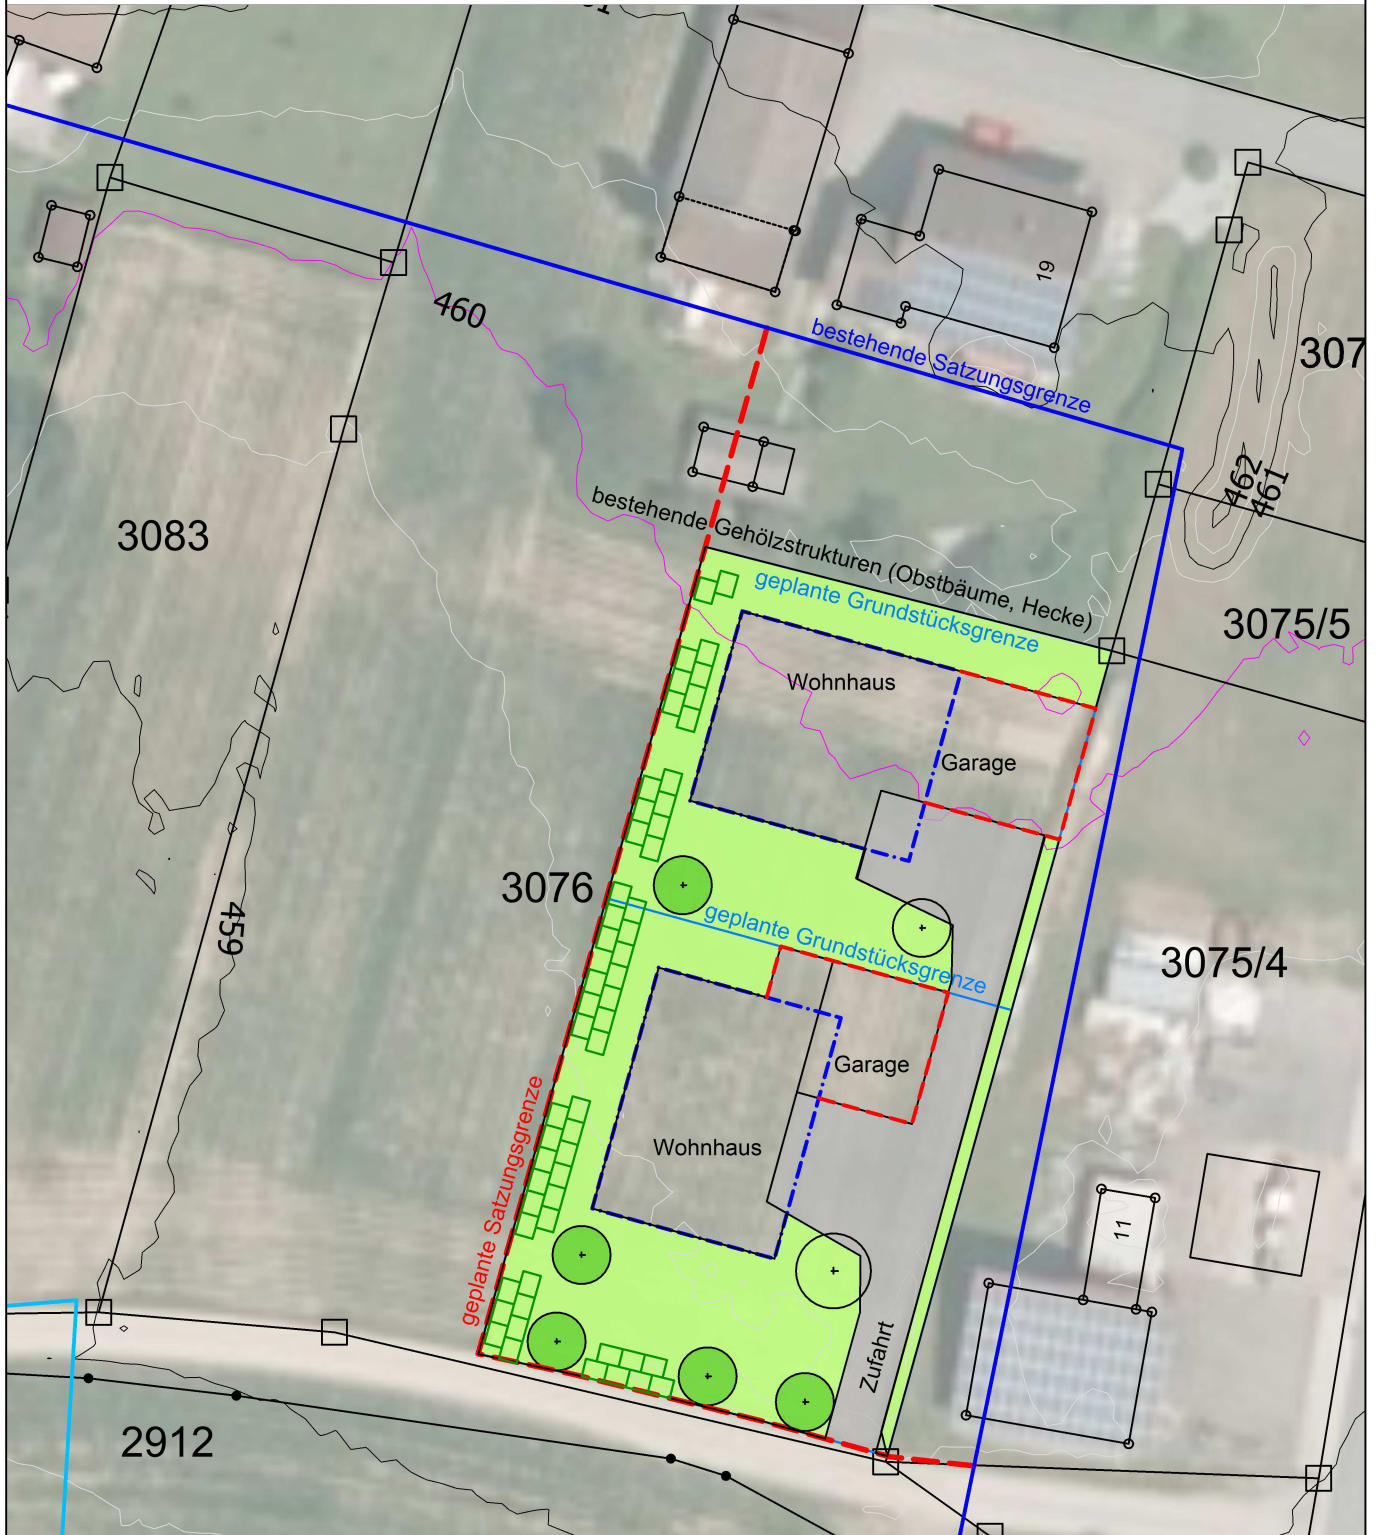 19
460
bestehende Satzungsgrenze
307
462
461
bestehende Gehölzstrukturen (Obstbäume, Hecke)
3083
geplante Grundstücksgrenze
3075/5
Wohnhaus
Garage
3076
459
geplante Grundstücksgrenze
3075/4
Garage
Wohnhaus
geplante Satzungsgrenze
11
Zufahrt
2912